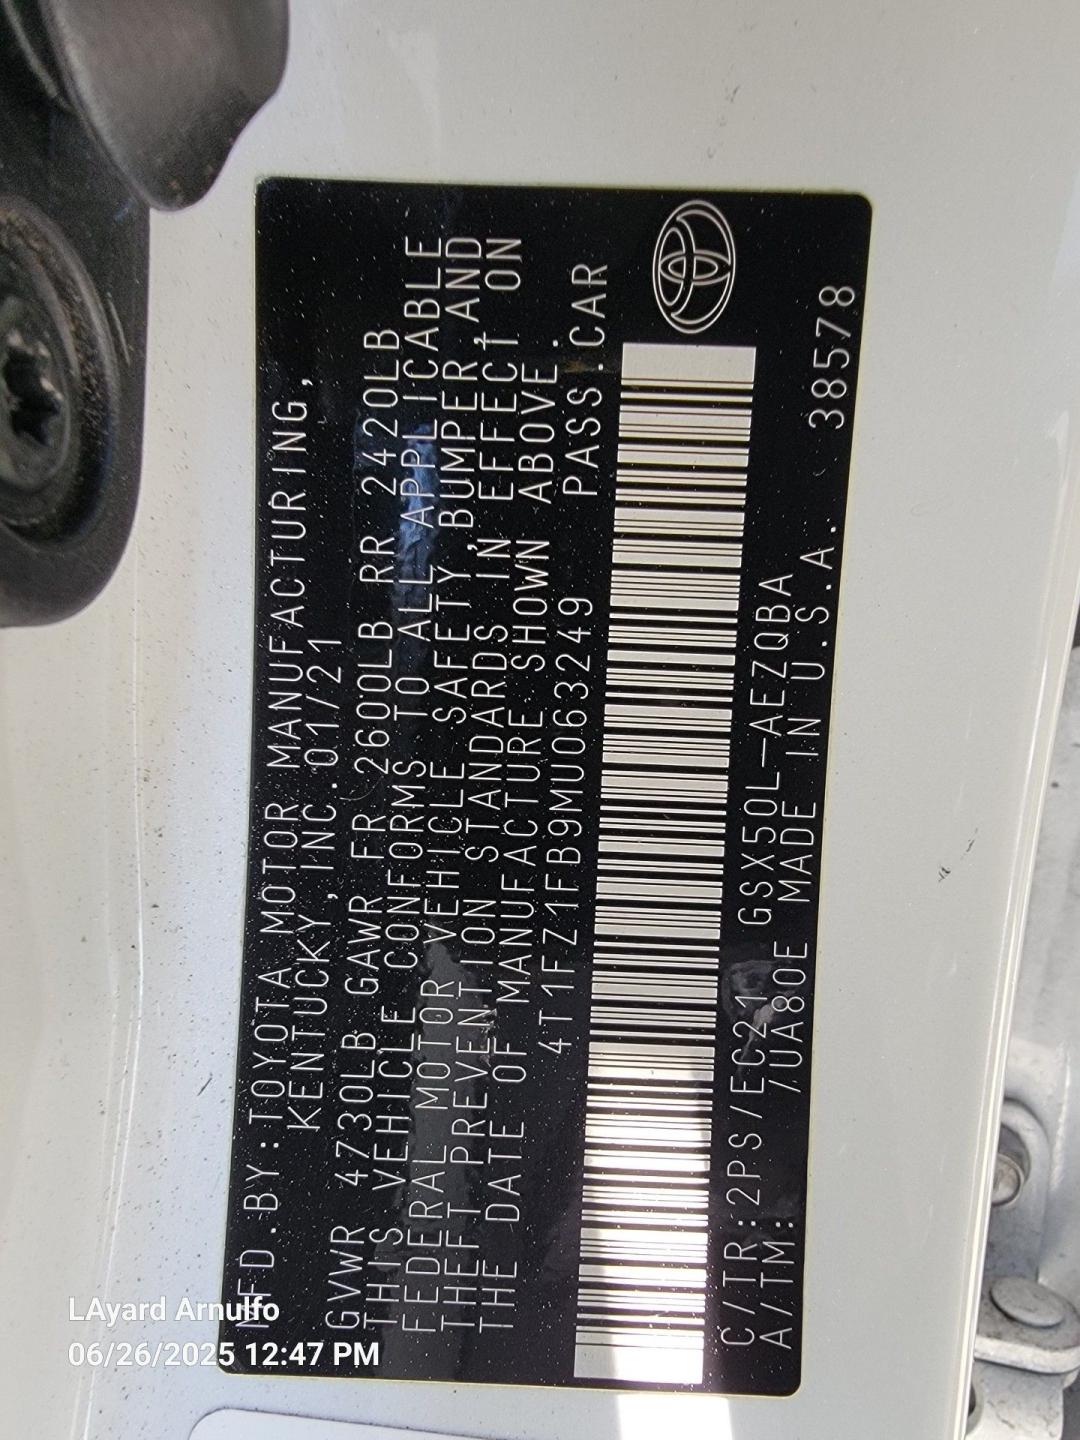 MFD.BY:TOYOTA MOTOR MANUFACTURING,
KENTUCKY,INC.01/21
GVWR 4730LB GAWR FR 2600LB RR 2420LB
THIS VEHICLE CONFORMS TO ALL APPLICABLE
FEDERAL MOTOR VEHICLE SAFETY,BUMPER,AND
THEFT PREVENTION STANDARDS IN EFFECT ON
THE DATE OF MANUFACTURE SHOWN ABOVE.
4T1FZ1FB9MU063249 PASS.CAR
C/TR:2PS/EC21 GSX50L-AEZQBA
A/TM: /UA80E MADE IN U.S.A. 38578
LAyard Arnulfo
06/26/2025 12:47 PM